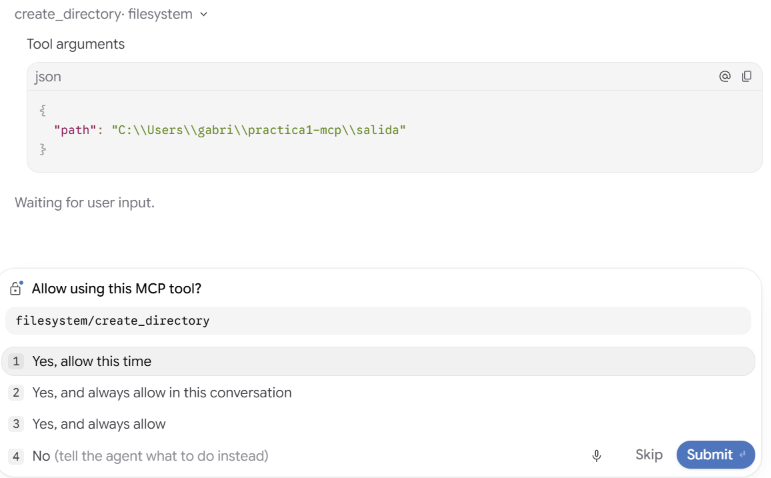 create_directory· filesystem
Tool arguments
json
{
"path": "C:\\Users\\gabri\\practica1-mcp\\salida"
}
Waiting for user input.
Allow using this MCP tool?
filesystem/create_directory
1 Yes, allow this time
2 Yes, and always allow in this conversation
3 Yes, and always allow
4 No (tell the agent what to do instead) Skip Submit